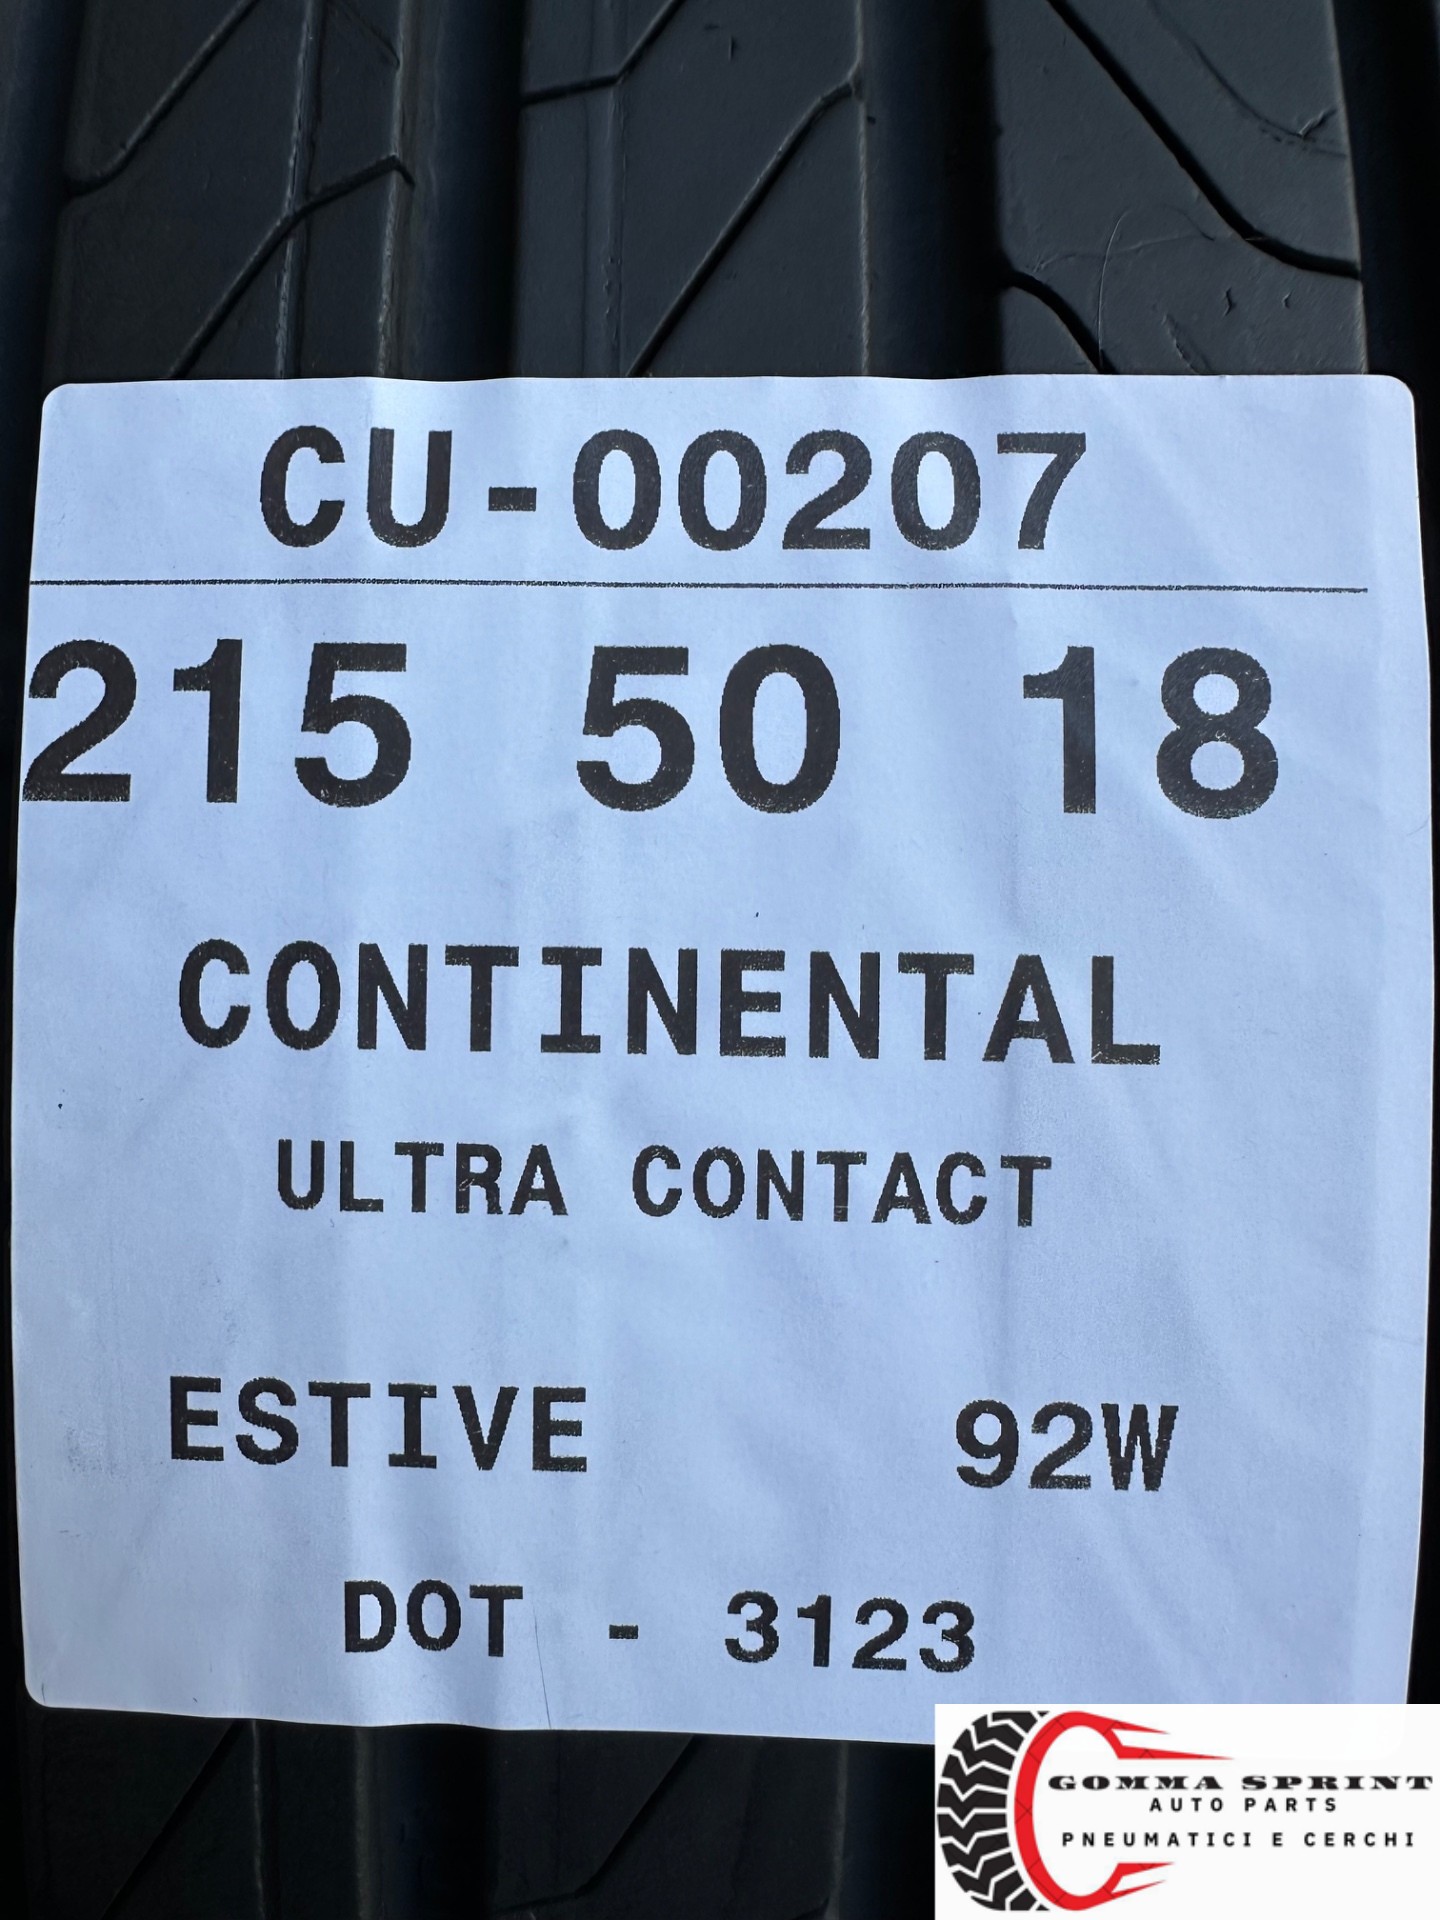 CU-00207
215 50 18
CONTINENTAL
ULTRA CONTACT
ESTIVE 92W
DOT - 3123
GOMMA SPRINT
AUTO PARTS
PNEUMATICI E CERCHI